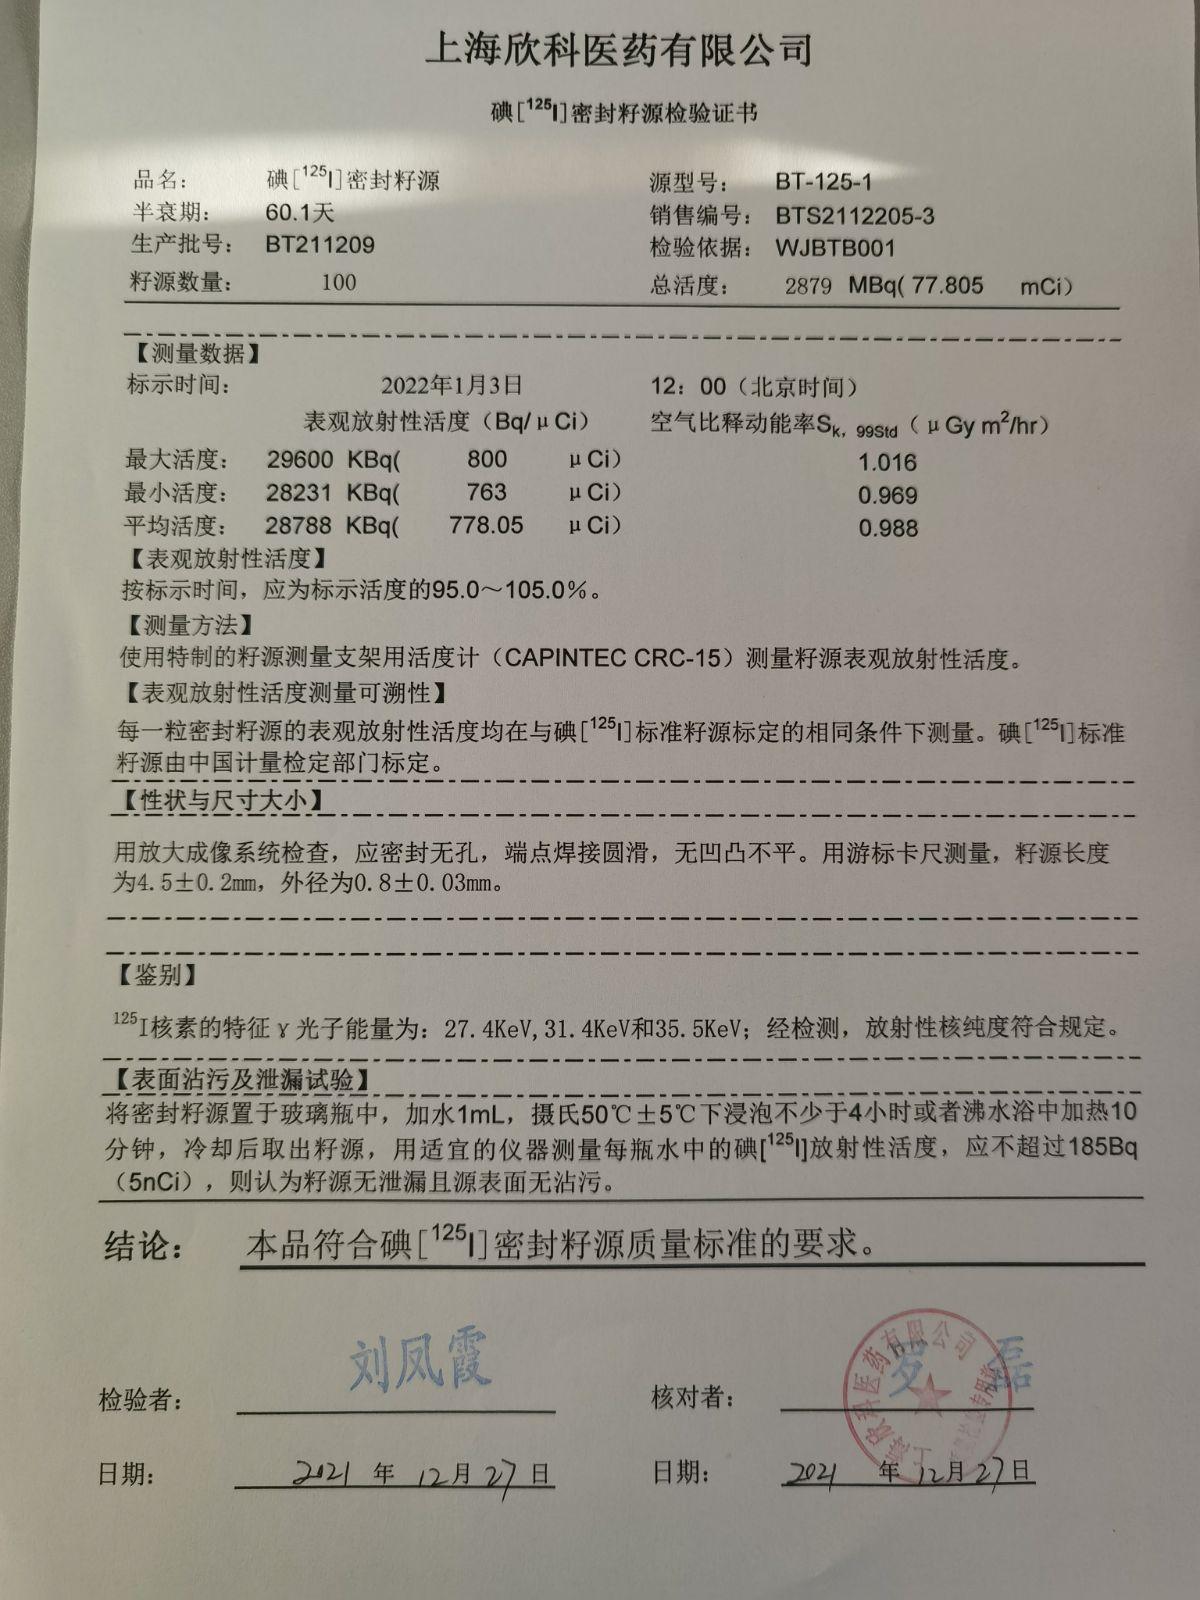 上海欣科医药有限公司
碘[¹²⁵I]密封籽源检验证书
品名： 碘[¹²⁵I]密封籽源 源型号： BT-125-1
半衰期： 60.1天 销售编号： BTS2112205-3
生产批号： BT211209 检验依据： WJBTB001
籽源数量： 100 总活度： 2879 MBq( 77.805 mCi）
【测量数据】
标示时间： 2022年1月3日 12：00（北京时间）
表观放射性活度（Bq/μCi） 空气比释动能率Sk，99Std（μGy m²/hr）
最大活度： 29600 KBq( 800 μCi） 1.016
最小活度： 28231 KBq( 763 μCi） 0.969
平均活度： 28788 KBq( 778.05 μCi） 0.988
【表观放射性活度】
按标示时间，应为标示活度的95.0～105.0%。
【测量方法】
使用特制的籽源测量支架用活度计（CAPINTEC CRC-15）测量籽源表观放射性活度。
【表观放射性活度测量可溯性】
每一粒密封籽源的表观放射性活度均在与碘[¹²⁵I]标准籽源标定的相同条件下测量。碘[¹²⁵I]标准
籽源由中国计量检定部门标定。
【性状与尺寸大小】
用放大成像系统检查，应密封无孔，端点焊接圆滑，无凹凸不平。用游标卡尺测量，籽源长度
为4.5±0.2mm，外径为0.8±0.03mm。
【鉴别】
¹²⁵I核素的特征γ光子能量为：27.4KeV,31.4KeV和35.5KeV；经检测，放射性核纯度符合规定。
【表面沾污及泄漏试验】
将密封籽源置于玻璃瓶中，加水1mL，摄氏50℃±5℃下浸泡不少于4小时或者沸水浴中加热10
分钟，冷却后取出籽源，用适宜的仪器测量每瓶水中的碘[¹²⁵I]放射性活度，应不超过185Bq
（5nCi），则认为籽源无泄漏且源表面无沾污。
结论： 本品符合碘[¹²⁵I]密封籽源质量标准的要求。
检验者： 刘凤霞 核对者： 罗磊
上海欣科医药有限公司
日期： 2021年12月27日 日期： 2021年12月27日